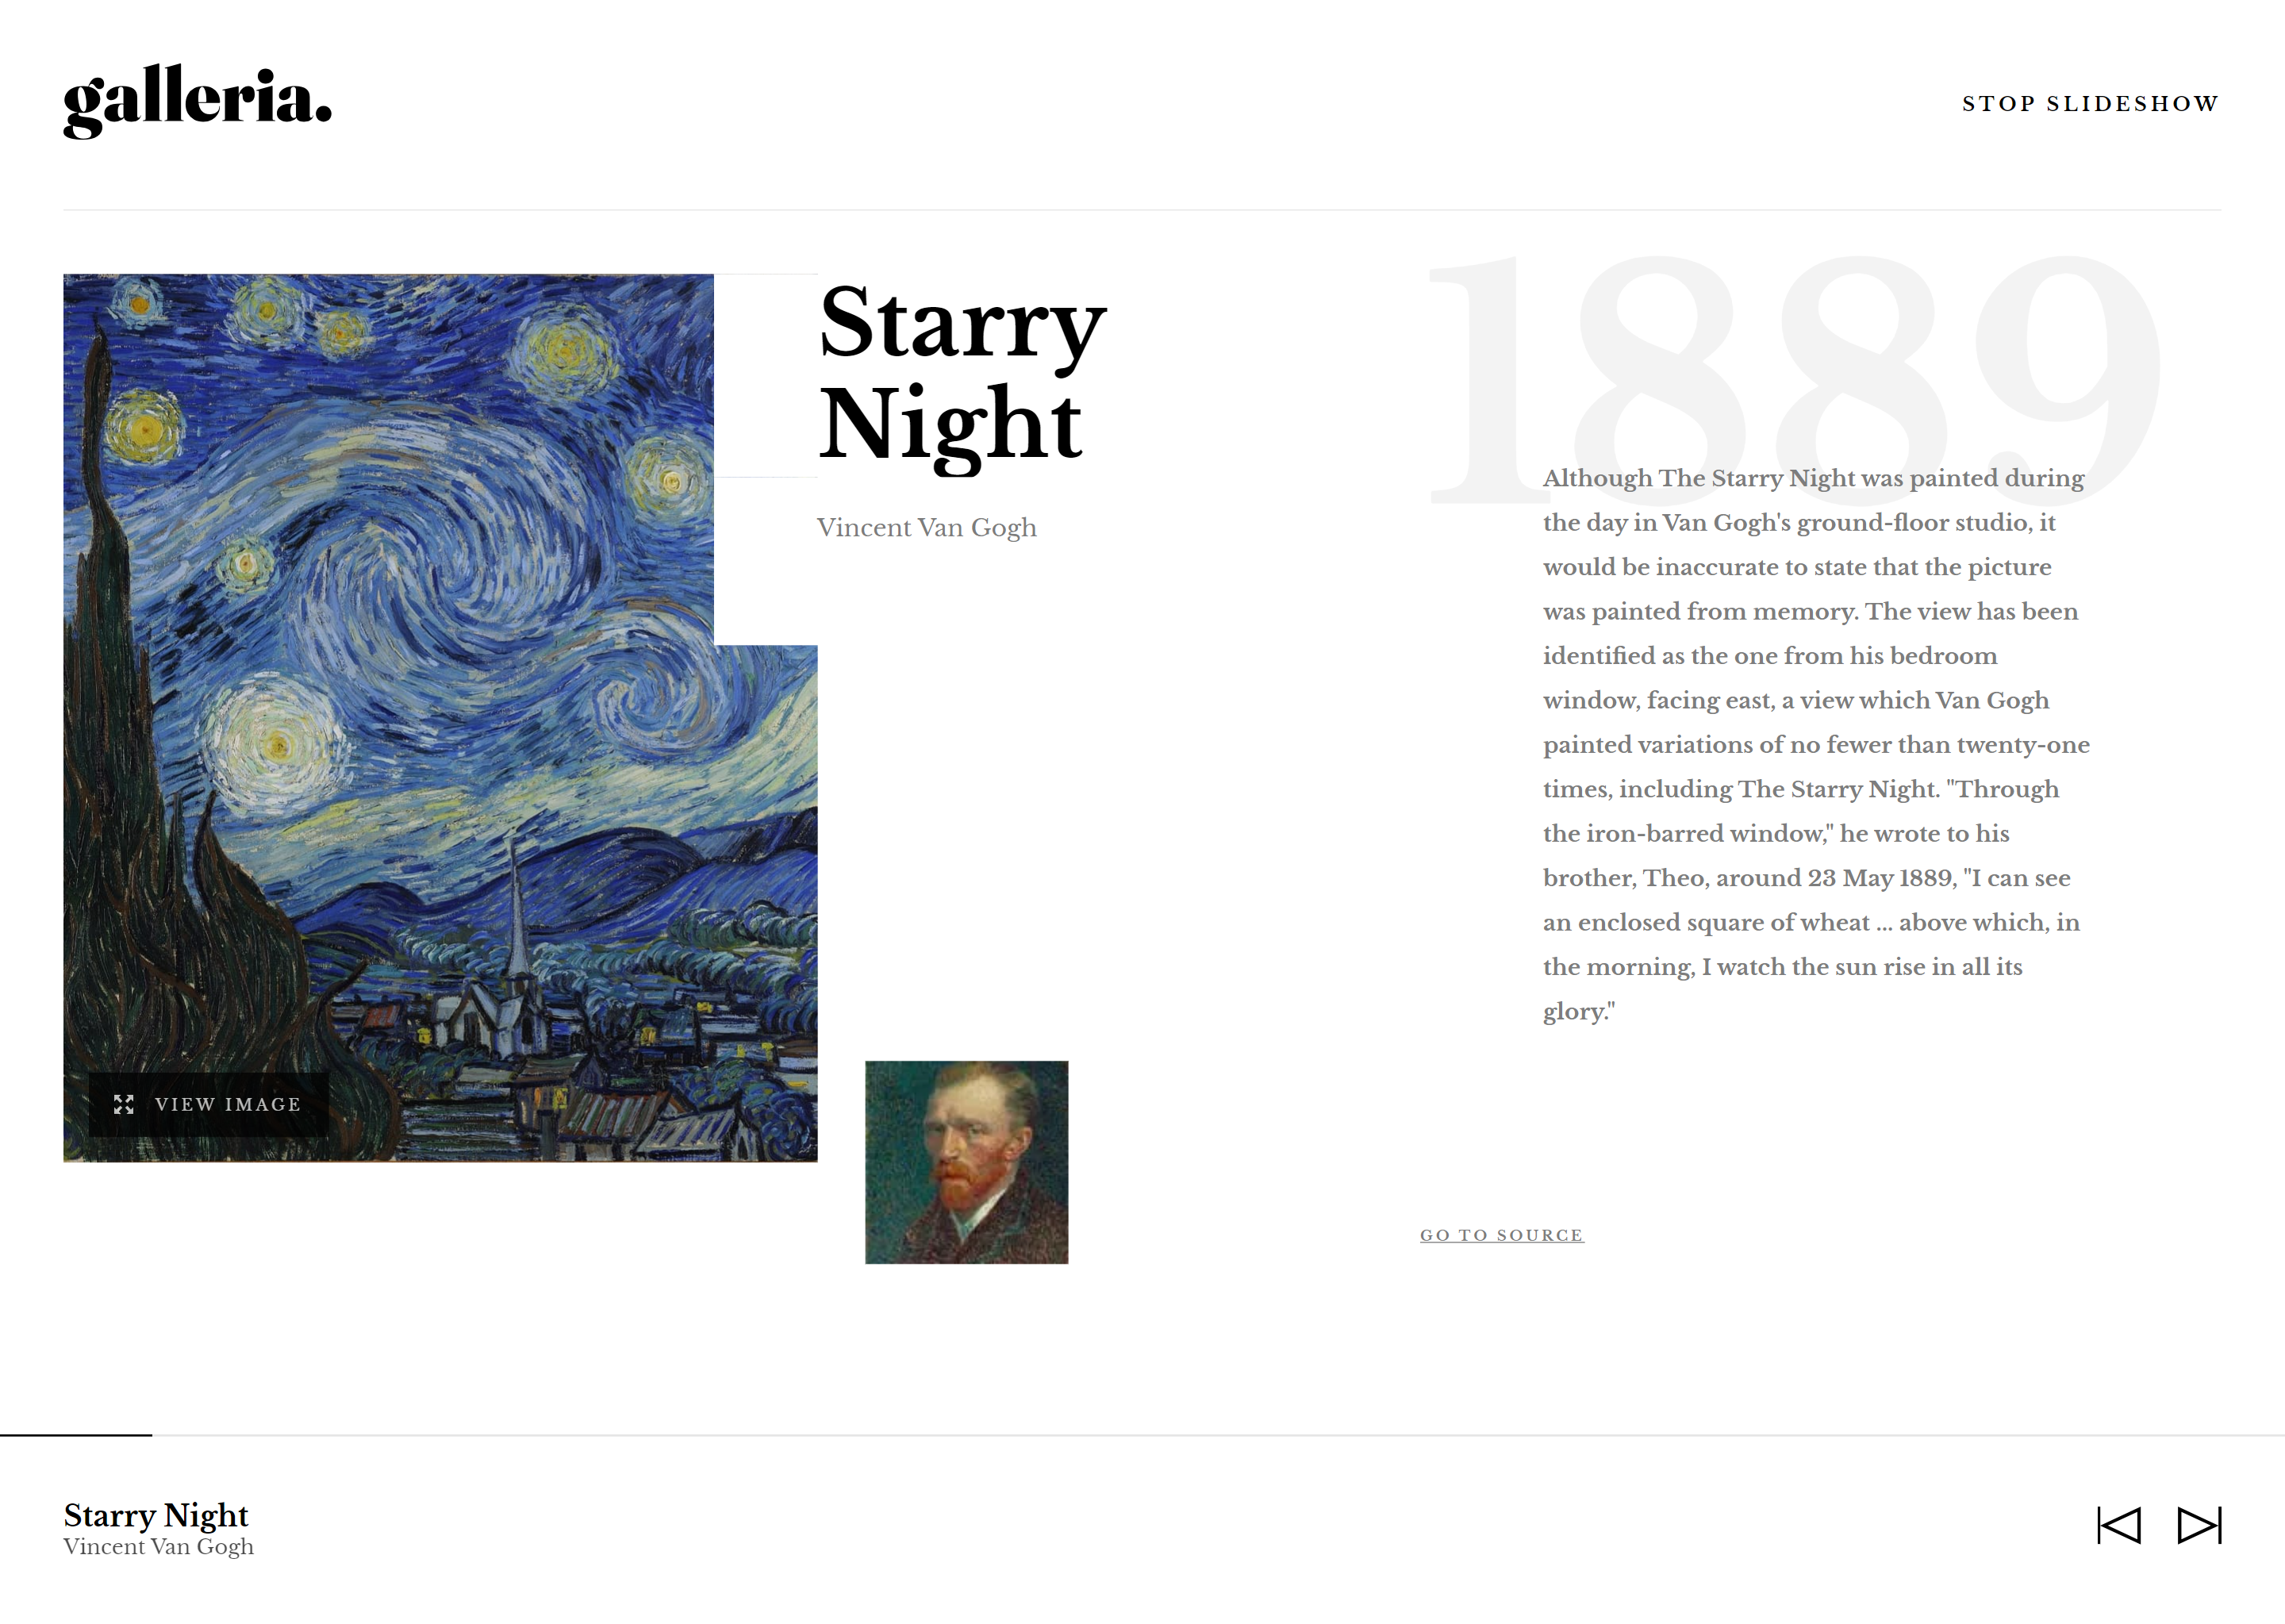 galleria.
STOP SLIDESHOW
Starry
Night
Vincent Van Gogh
1889
Although The Starry Night was painted during
the day in Van Gogh's ground-floor studio, it
would be inaccurate to state that the picture
was painted from memory. The view has been
identified as the one from his bedroom
window, facing east, a view which Van Gogh
painted variations of no fewer than twenty-one
times, including The Starry Night. "Through
the iron-barred window," he wrote to his
brother, Theo, around 23 May 1889, "I can see
an enclosed square of wheat ... above which, in
the morning, I watch the sun rise in all its
glory."
VIEW IMAGE
GO TO SOURCE
Starry Night
Vincent Van Gogh